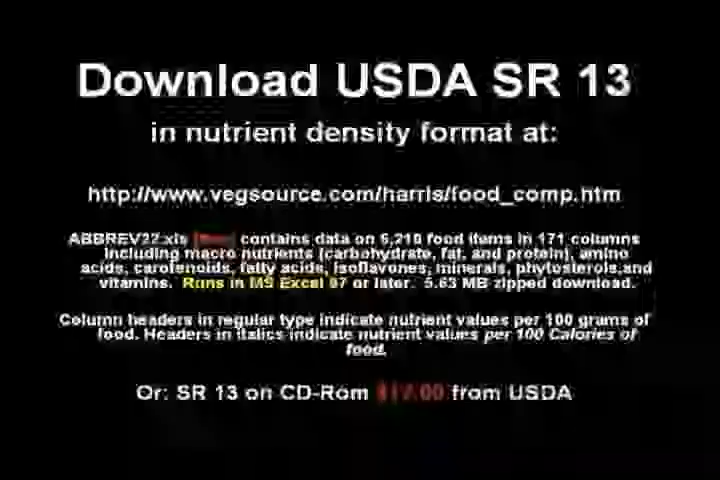 Download USDA SR 13
in nutrient density format at:
http://www.vegsource.com/harris/food_comp.htm
ABBREV22.xls contains data on 6,210 food items in 171 columns
including macro nutrients (carbohydrate, fat, and protein), amino
acids, carotenoids, fatty acids, isoflavones, minerals, phytosterols,and
vitamins. Runs in MS Excel 97 or later. 5.63 MB zipped download.
Column headers in regular type indicate nutrient values per 100 grams of
food. Headers in italics indicate nutrient values per 100 Calories of
food.
Or: SR 13 on CD-Rom from USDA